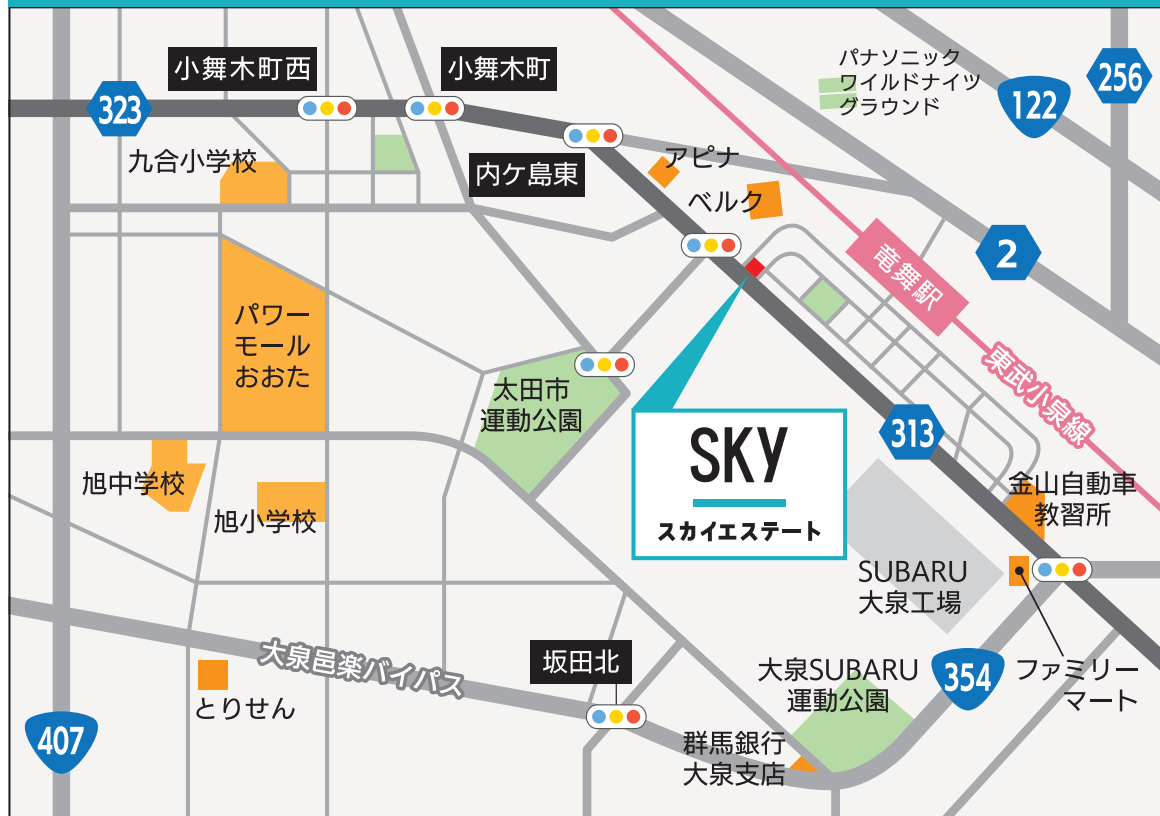 小舞木町西
小舞木町
パナソニック
ワイルドナイツ
グラウンド
256
122
323
九合小学校
内ケ島東
アピナ
ベルク
2
竜舞駅
パワー
モール
おおた
東武小泉線
太田市
運動公園
313
SKY
スカイエステート
旭中学校
旭小学校
金山自動車
教習所
SUBARU
大泉工場
大泉邑楽バイパス
坂田北
大泉SUBARU
運動公園
354
ファミリー
マート
とりせん
407
群馬銀行
大泉支店